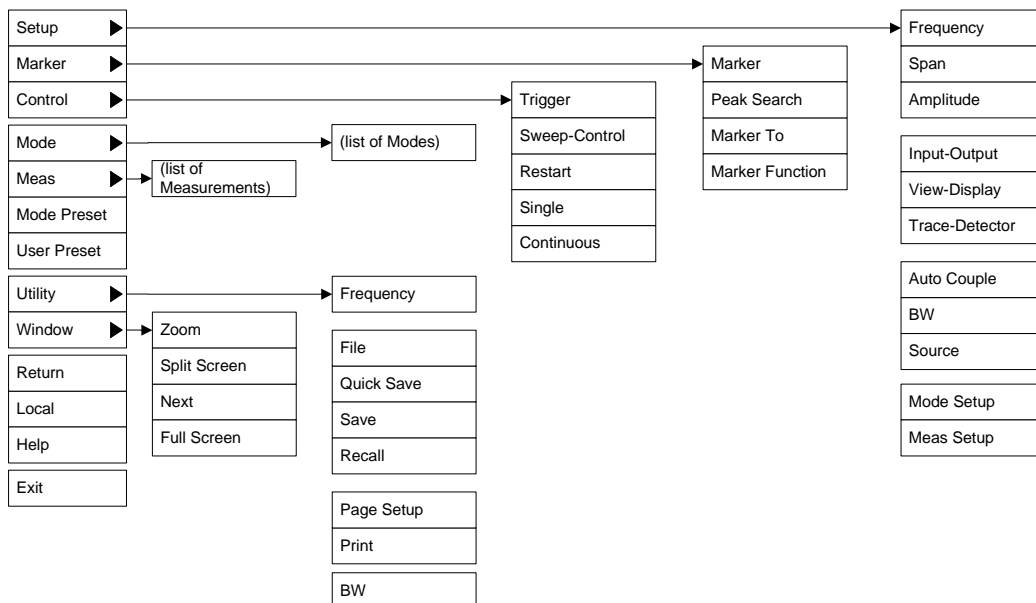 Setup
Marker
Control
Mode
Meas
Mode Preset
User Preset
Utility
Window
Return
Local
Help
Exit
(list of
Measurements)
Zoom
Split Screen
Next
Full Screen
(list of Modes)
Frequency
File
Quick Save
Save
Recall
Page Setup
Print
BW
Trigger
Sweep-Control
Restart
Single
Continuous
Marker
Peak Search
Marker To
Marker Function
Frequency
Span
Amplitude
Input-Output
View-Display
Trace-Detector
Auto Couple
BW
Source
Mode Setup
Meas Setup